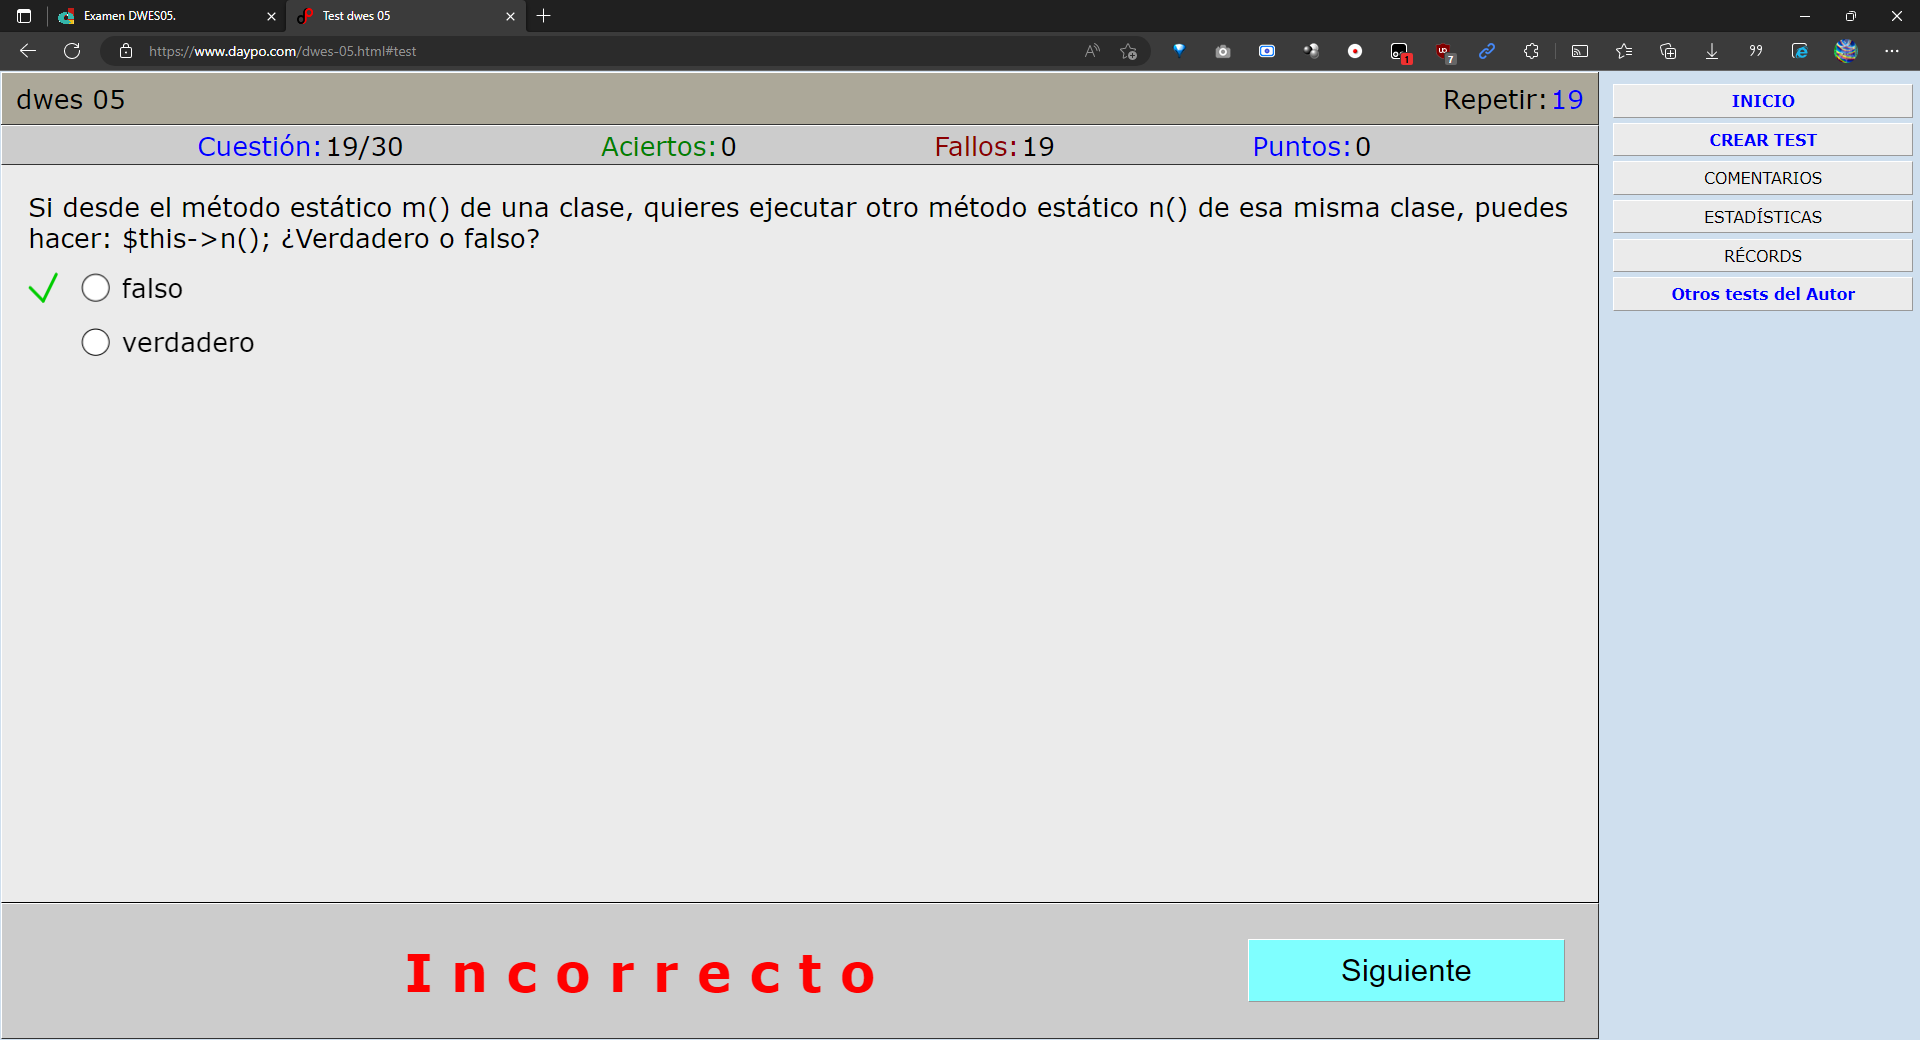 Examen DWES05.
Test dwes 05
https://www.daypo.com/dwes-05.html#test
1
7
dwes 05
Repetir: 19
Cuestión: 19/30
Aciertos: 0
Fallos: 19
Puntos: 0
Si desde el método estático m() de una clase, quieres ejecutar otro método estático n() de esa misma clase, puedes
hacer: $this->n(); ¿Verdadero o falso?
falso
verdadero
Incorrecto
Siguiente
INICIO
CREAR TEST
COMENTARIOS
ESTADÍSTICAS
RÉCORDS
Otros tests del Autor